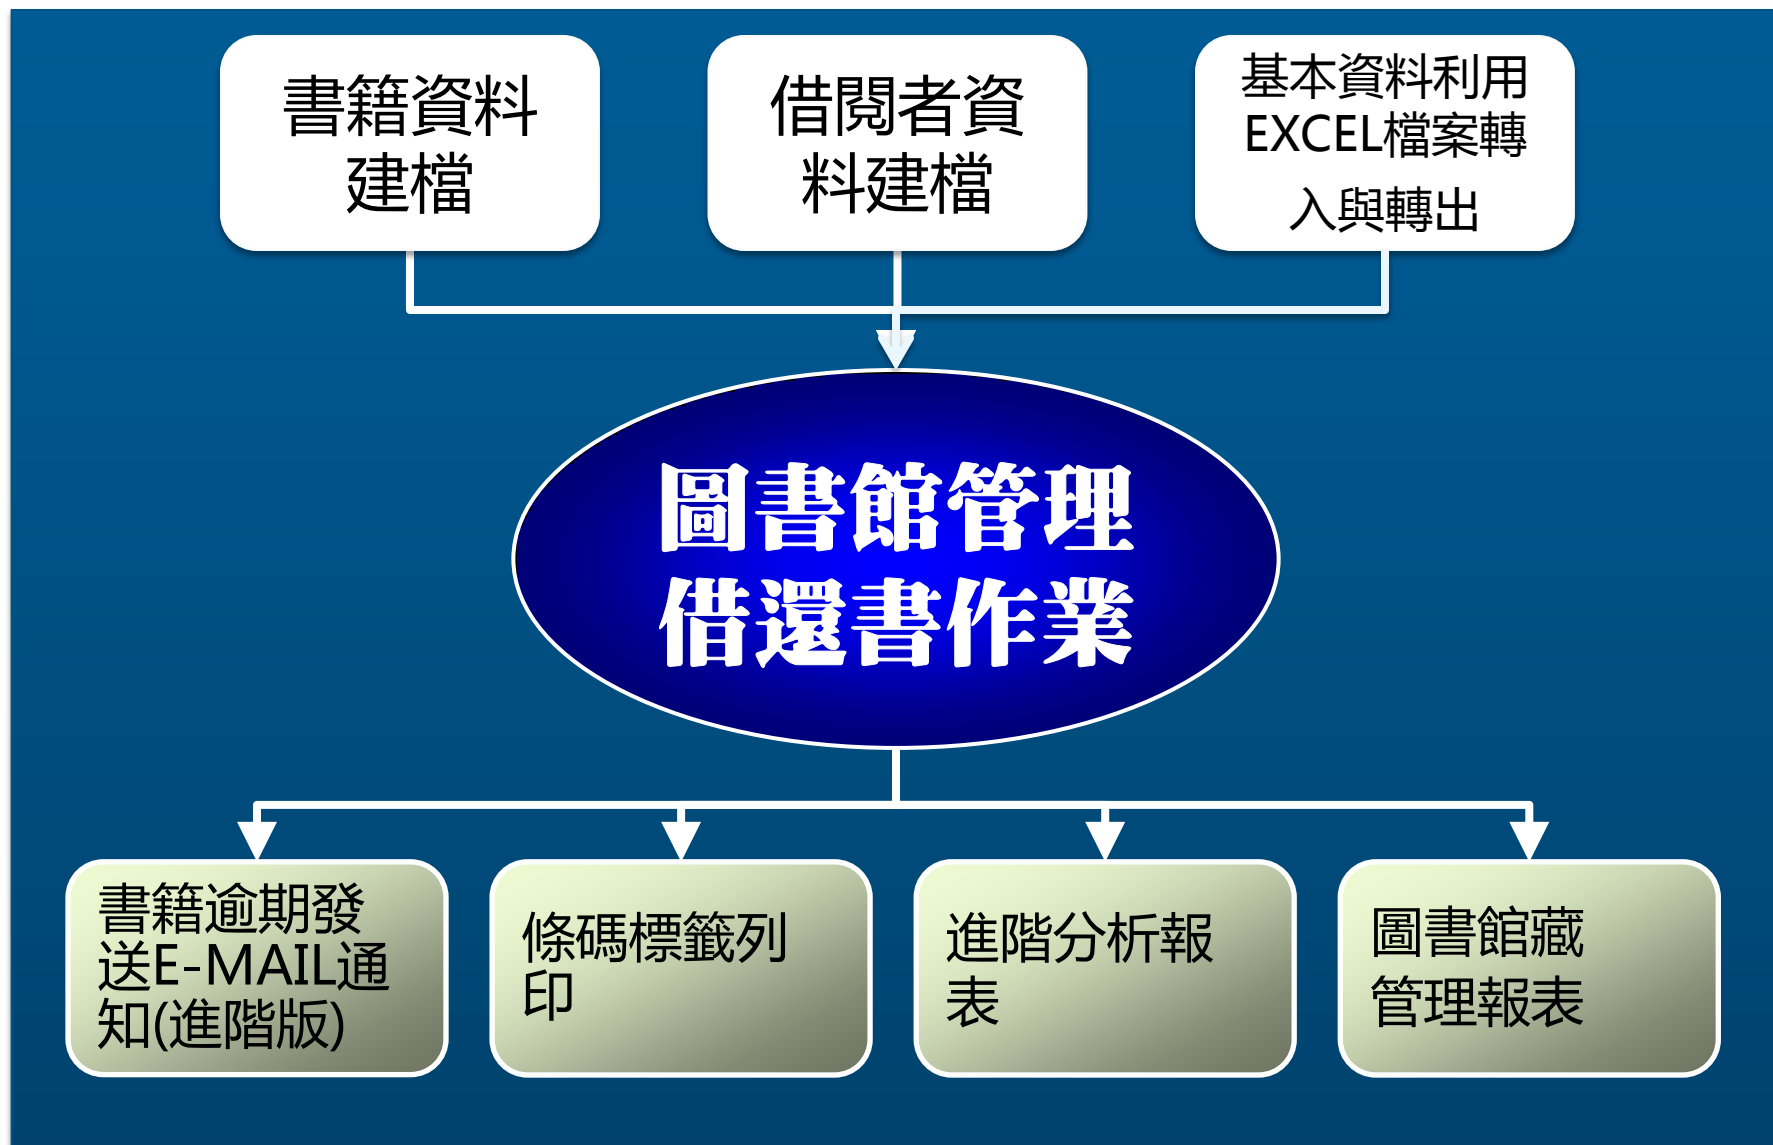 書籍資料
建檔
借閱者資
料建檔
基本資料利用
EXCEL檔案轉
入與轉出
圖書館管理
借還書作業
書籍逾期發
送E-MAIL通
知(進階版)
條碼標籤列
印
進階分析報
表
圖書館藏
管理報表